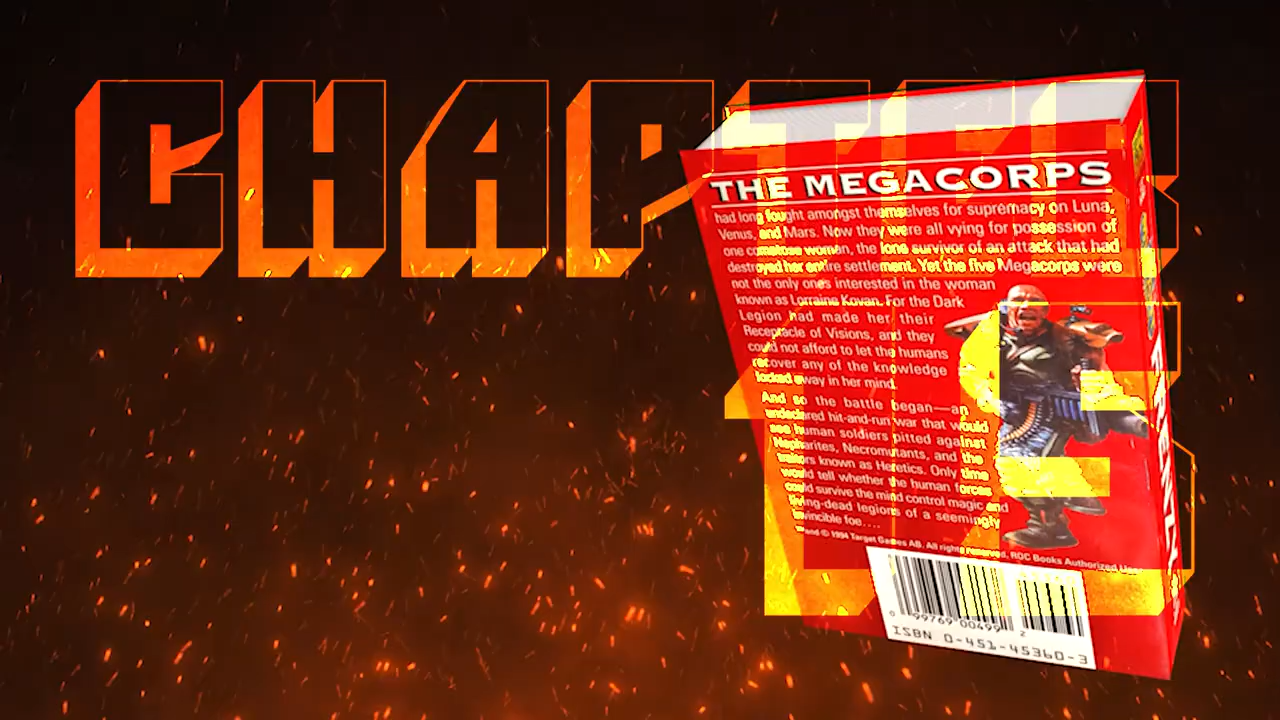 CHAPTER
THE MEGACORPS
had long fought amongst themselves for supremacy on Luna,
Venus, and Mars. Now they were all vying for possession of
one comatose woman, the lone survivor of an attack that had
destroyed her entire settlement. Yet the five Megacorps were
not the only ones interested in the woman
known as Lorraine Kovan. For the Dark
Legion had made her their
Receptacle of Visions, and they
could not afford to let the humans
recover any of the knowledge
locked away in her mind.
And so the battle began—an
undeclared hit-and-run war that would
see human soldiers pitted against
Nepharites, Necromutants, and the
traitors known as Heretics. Only time
would tell whether the human forces
could survive the mind control magic and
living-dead legions of a seemingly
invincible foe....
and © 1994 Target Games AB. All rights reserved, ROC Books Authorized User
0 99769 00499 2
ISBN 0-451-45360-3